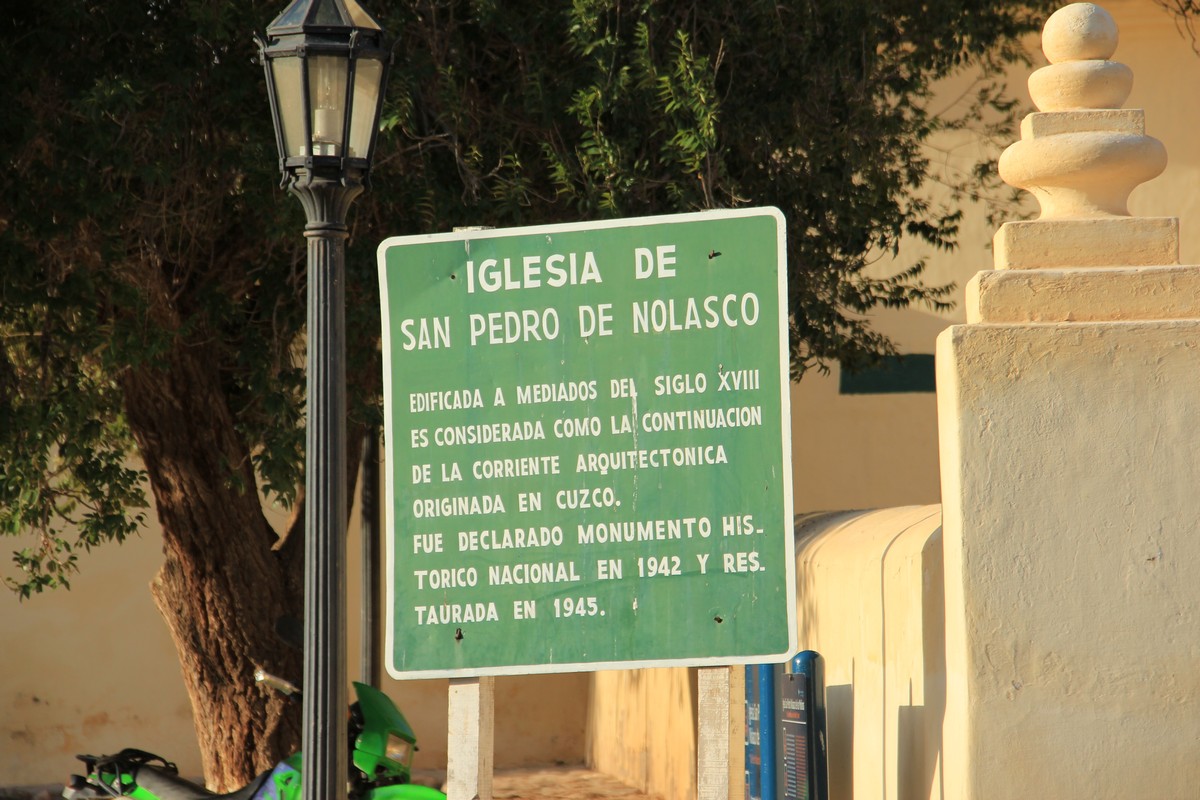 IGLESIA DE
SAN PEDRO DE NOLASCO
EDIFICADA A MEDIADOS DEL SIGLO XVIII
ES CONSIDERADA COMO LA CONTINUACION
DE LA CORRIENTE ARQUITECTONICA
ORIGINADA EN CUZCO.
FUE DECLARADO MONUMENTO HIS-
TORICO NACIONAL EN 1942 Y RES-
TAURADA EN 1945.